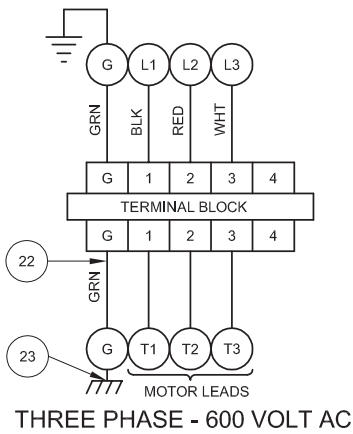 G L1 L2 L3
GRN BLK RED WHT
G 1 2 3 4
TERMINAL BLOCK
G 1 2 3 4
22
GRN
23
G T1 T2 T3
MOTOR LEADS
THREE PHASE - 600 VOLT AC